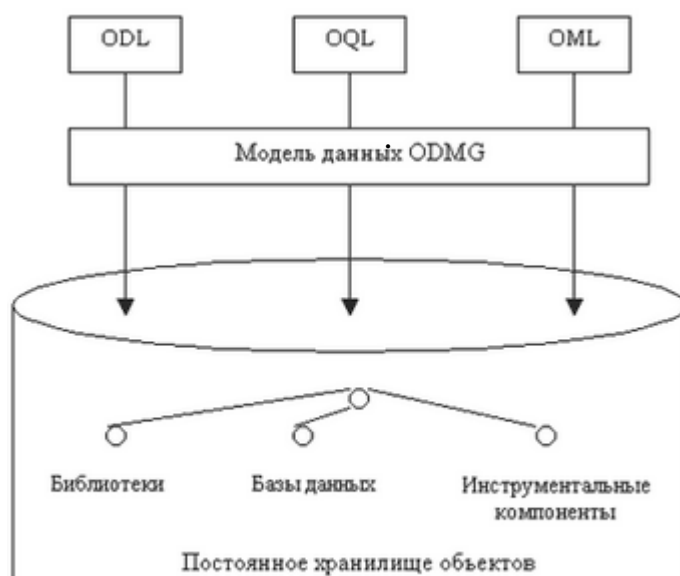 ODL
OQL
OML
Модель данных ODMG
Библиотеки
Базы данных
Инструментальные
компоненты
Постоянное хранилище объектов